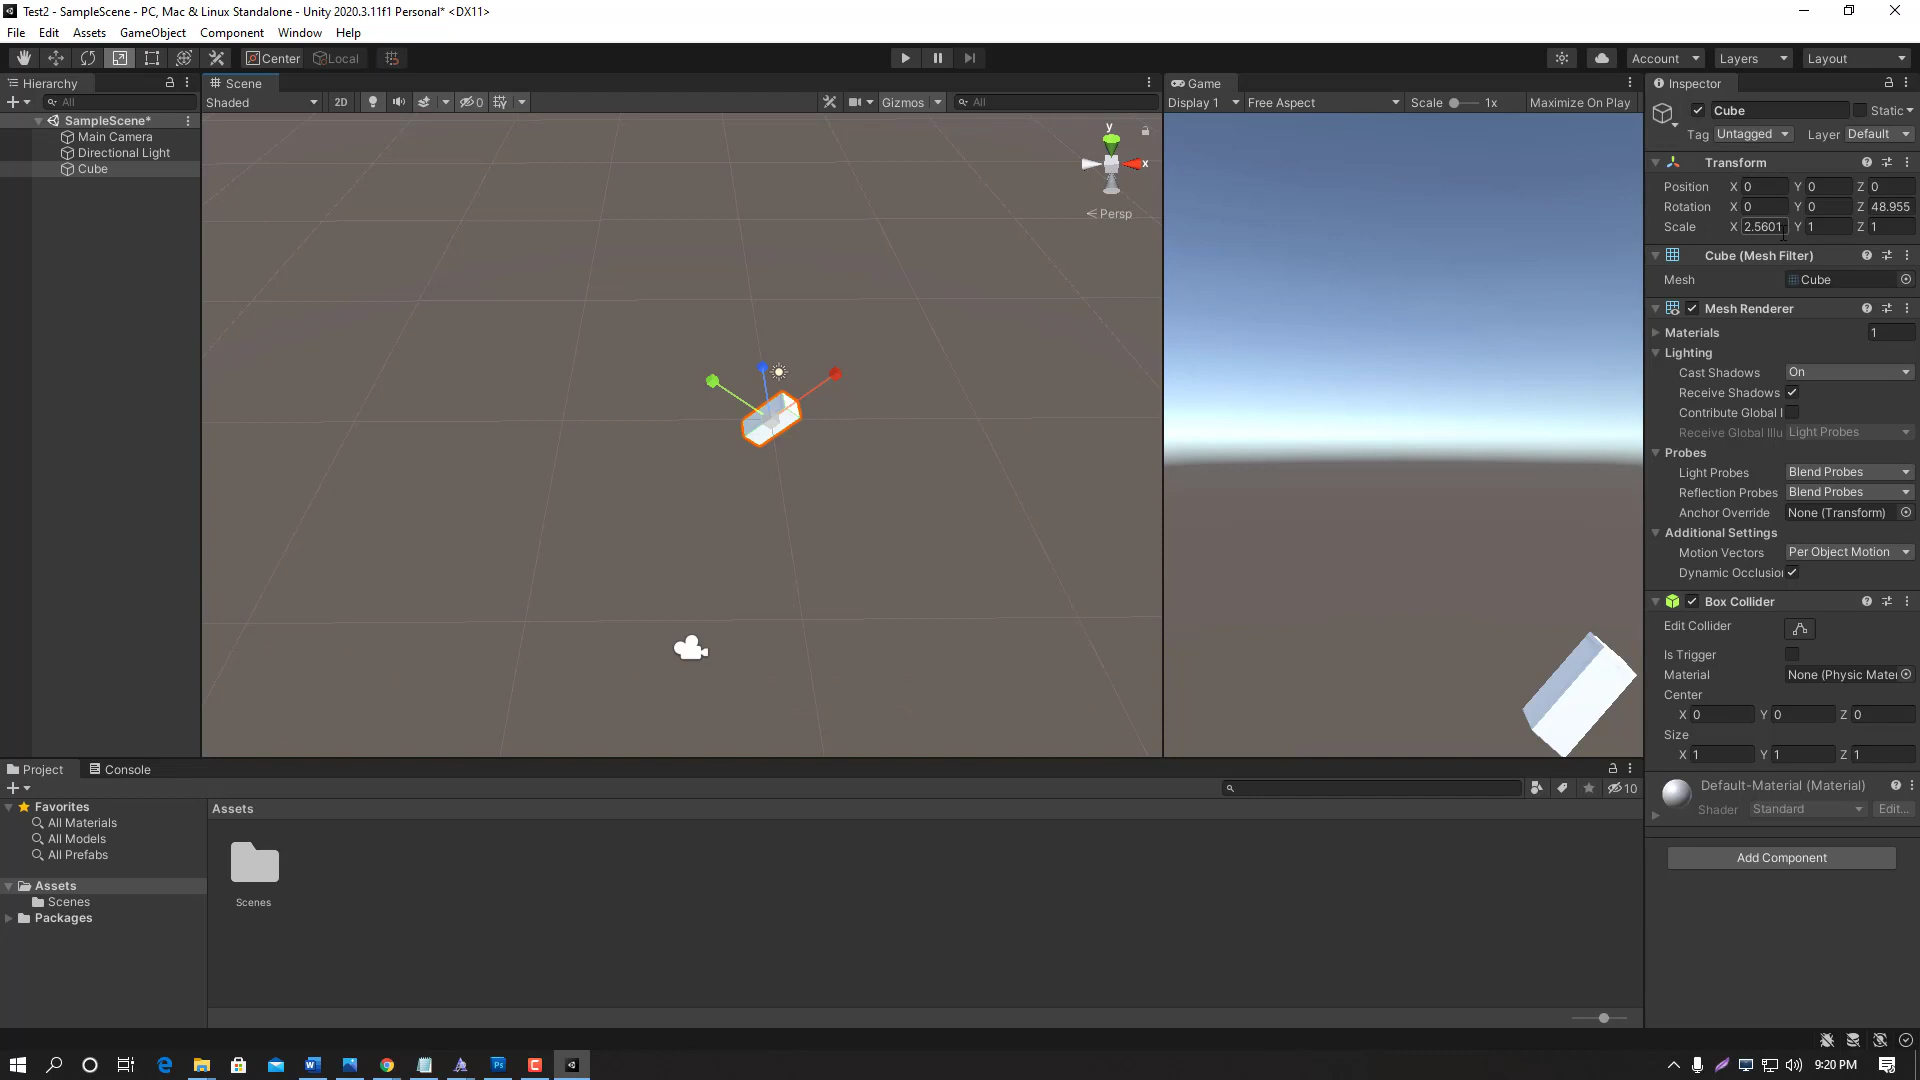 Test2 - SampleScene - PC, Mac & Linux Standalone - Unity 2020.3.11f1 Personal* <DX11>
File Edit Assets GameObject Component Window Help
Center Local Account Layers Layout
Hierarchy Scene Game Inspector
All Shaded 2D 0 Gizmos All Display 1 Free Aspect Scale 1x Maximize On Play Cube Static
SampleScene*
Main Camera
Directional Light
Cube
y
x
Persp
Tag Untagged Layer Default
Transform
Position X 0 Y 0 Z 0
Rotation X 0 Y 0 Z 48.955
Scale X 2.5601 Y 1 Z 1
Cube (Mesh Filter)
Mesh Cube
Mesh Renderer
Materials 1
Lighting
Cast Shadows On
Receive Shadows
Contribute Global I
Receive Global Illu Light Probes
Probes
Light Probes Blend Probes
Reflection Probes Blend Probes
Anchor Override None (Transform)
Additional Settings
Motion Vectors Per Object Motion
Dynamic Occlusion
Box Collider
Edit Collider
Is Trigger
Material None (Physic Mater
Center
X 0 Y 0 Z 0
Size
X 1 Y 1 Z 1
Default-Material (Material)
Shader Standard Edit...
Add Component
Project Console
10
Favorites
All Materials
All Models
All Prefabs
Assets
Scenes
Packages
Assets
Scenes
9:20 PM